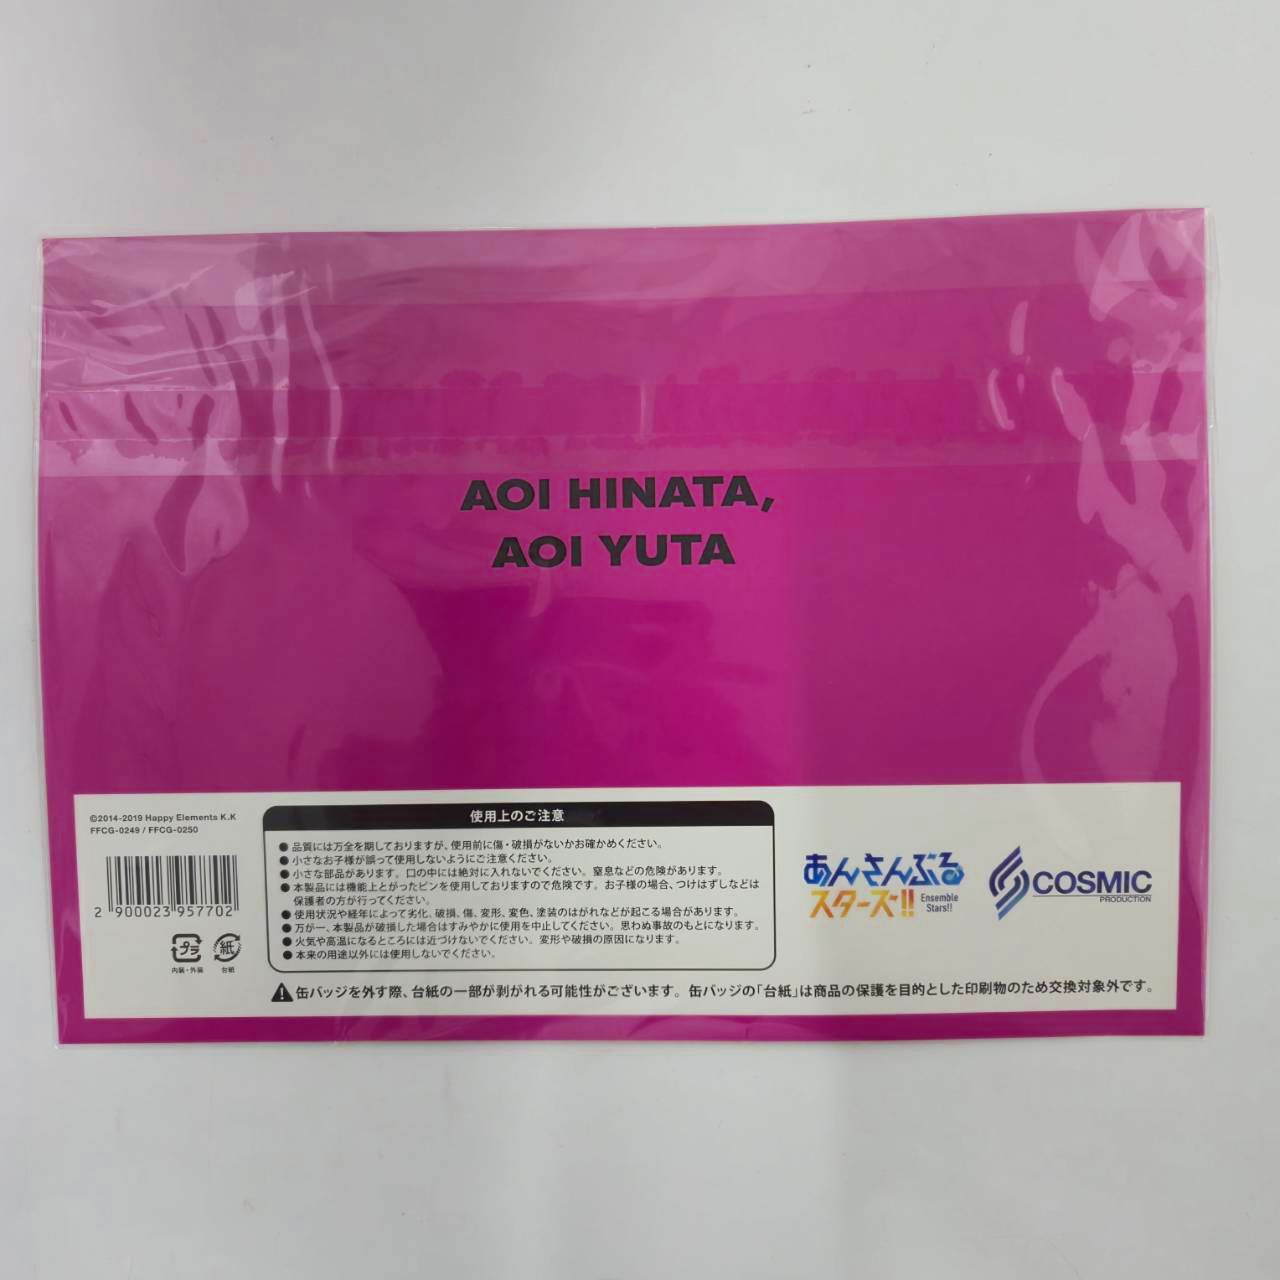 AOI HINATA,
AOI YUTA
©2014-2019 Happy Elements K.K
FFCG-0249 / FFCG-0250
2 900023 957702
プラ
内装・外装
紙
台紙
使用上のご注意
● 品質には万全を期しておりますが、使用前に傷・破損がないかお確かめください。
● 小さなお子様が誤って使用しないようにご注意ください。
● 小さな部品があります。口の中には絶対に入れないでください。窒息などの危険があります。
● 本製品には機能上とがったピンを使用しておりますので危険です。お子様の場合、つけはずしなどは
保護者の方が行ってください。
● 使用状況や経年によって劣化、破損、傷、変形、変色、塗装のはがれなどが起こる場合があります。
● 万が一、本製品が破損した場合はすみやかに使用を中止してください。思わぬ事故のもとになります。
● 火気や高温になるところには近づけないでください。変形や破損の原因になります。
● 本来の用途以外には使用しないでください。
あんさんぶる
スターズ!!
Ensemble
Stars!!
COSMIC
PRODUCTION
缶バッジを外す際、台紙の一部が剥がれる可能性がございます。缶バッジの「台紙」は商品の保護を目的とした印刷物のため交換対象外です。